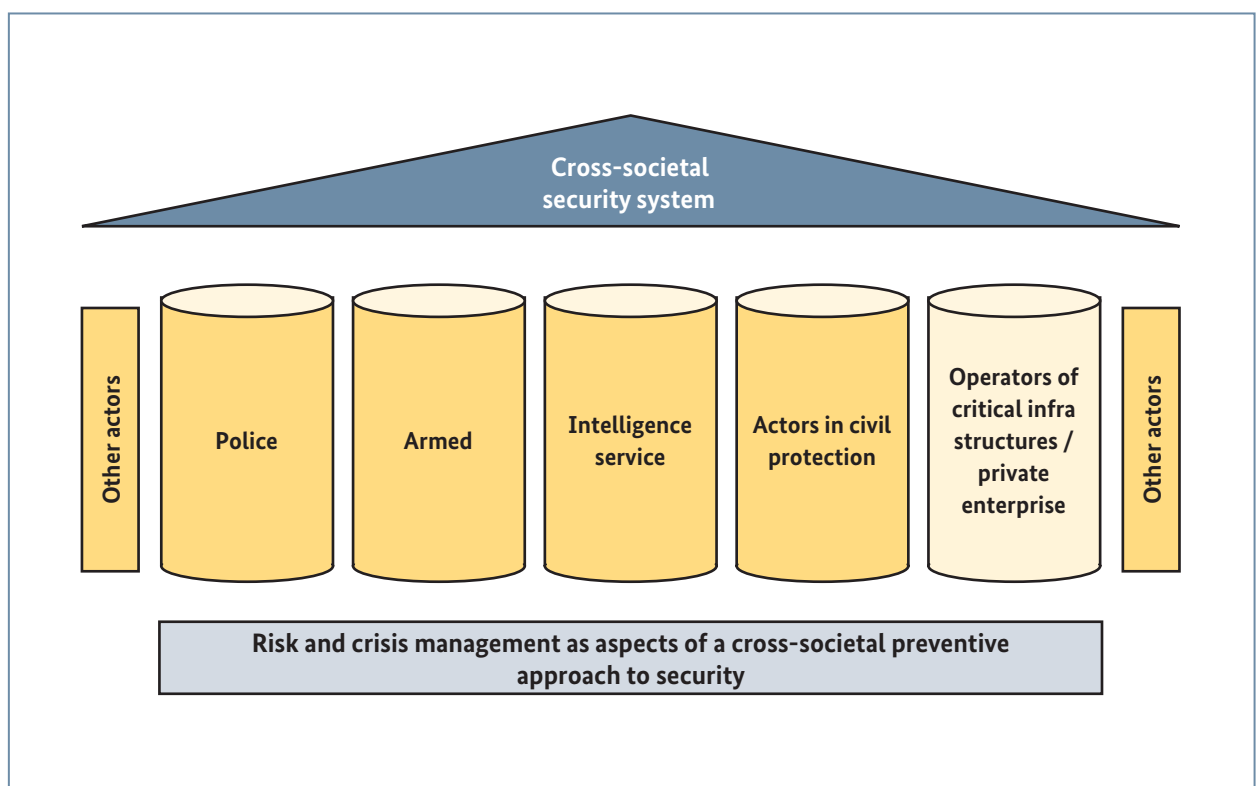 Cross-societal
security system
Other actors
Police
Armed
Intelligence
service
Actors in civil
protection
Operators of
critical infra
structures /
private
enterprise
Other actors
Risk and crisis management as aspects of a cross-societal preventive
approach to security